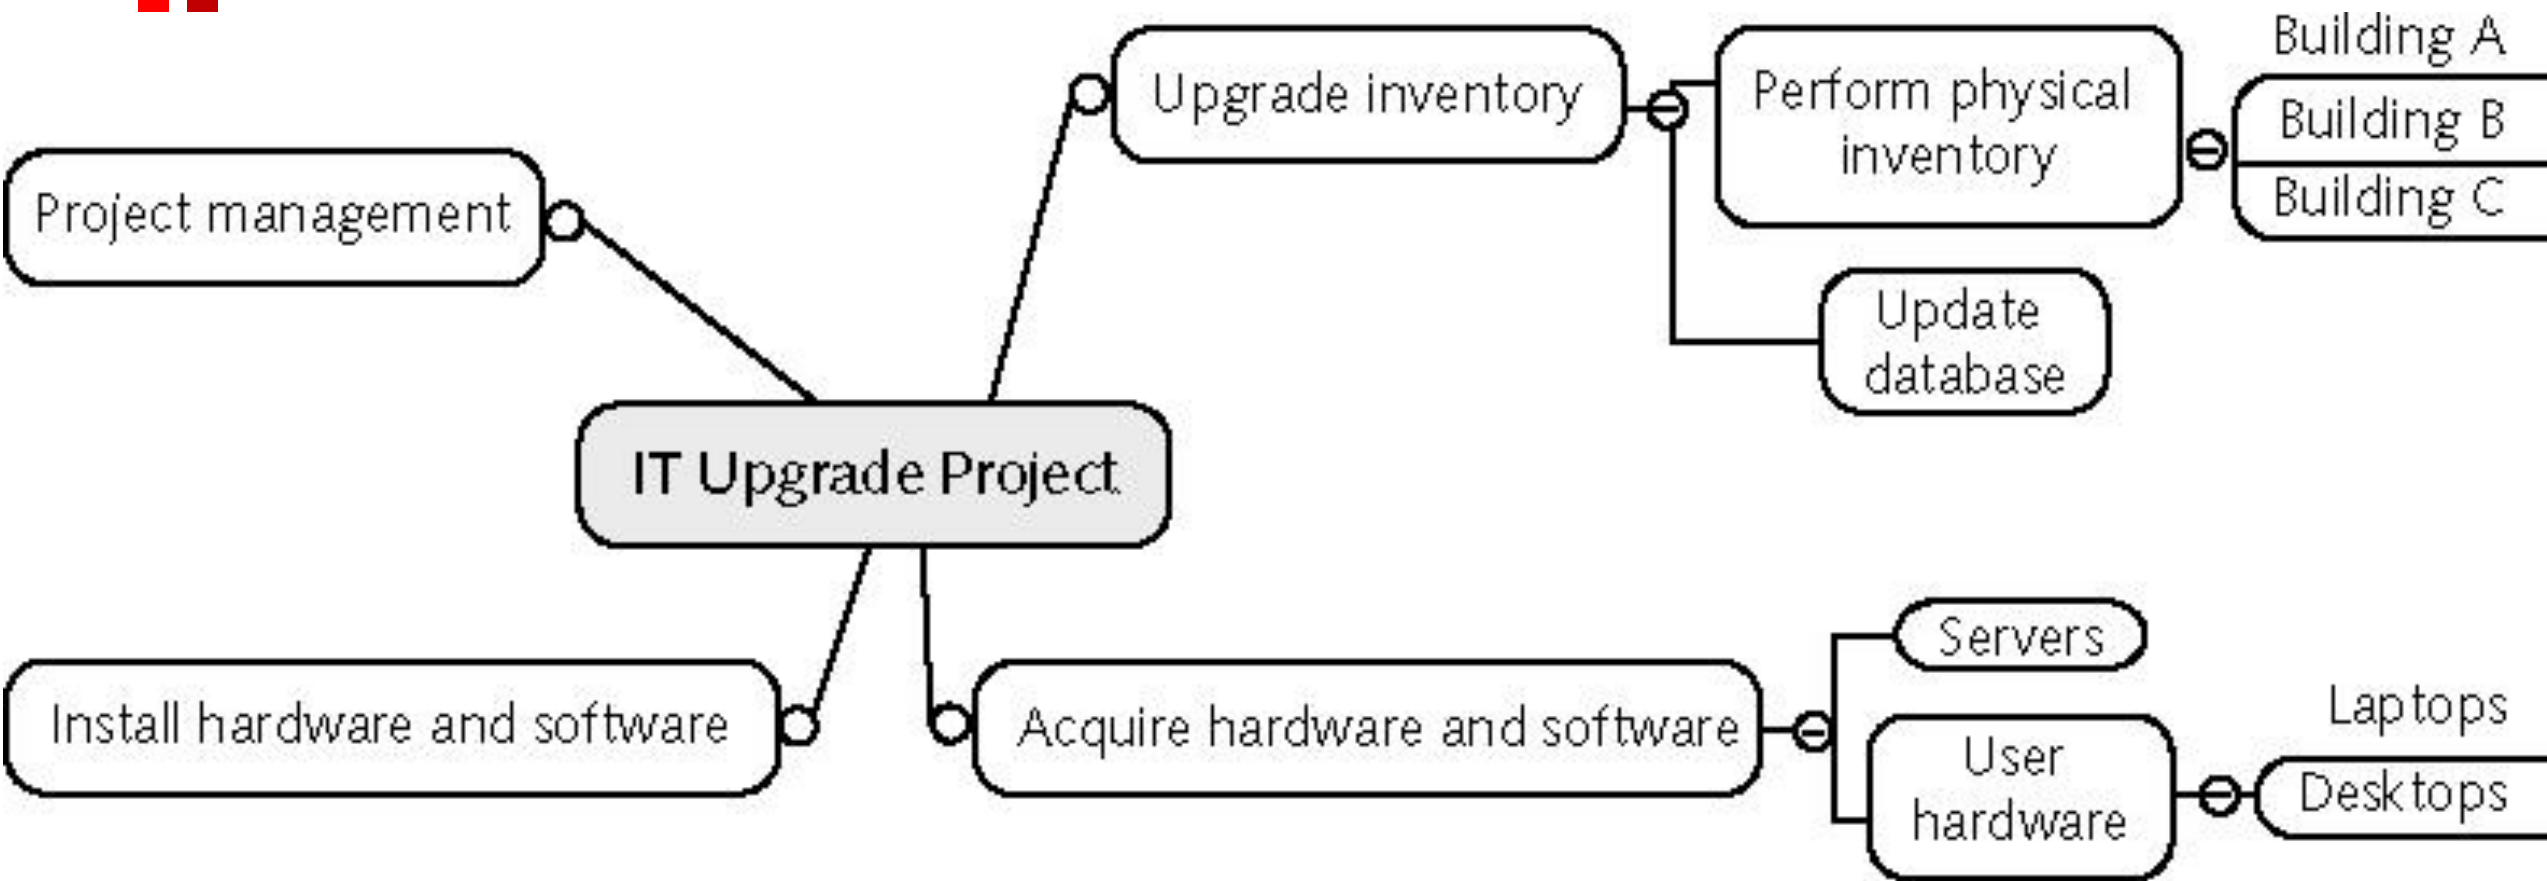 Building A
Upgrade inventory
Perform physical
inventory
Building B
Building C
Project management
Update
database
IT Upgrade Project
Install hardware and software
Acquire hardware and software
Servers
User
hardware
Laptops
Desktops